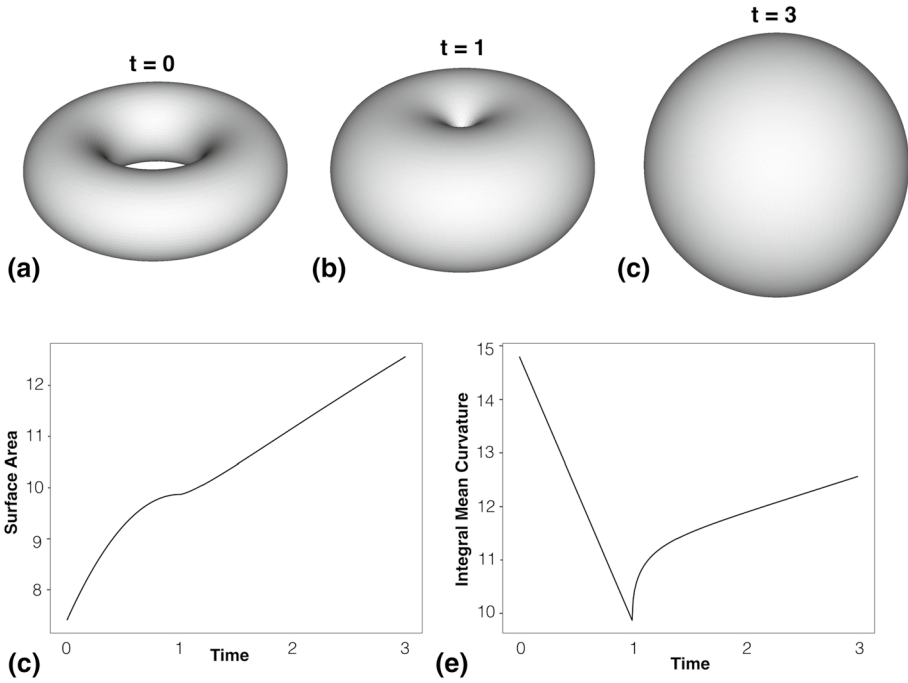 t = 0
t = 1
t = 3
(a)
(b)
(c)
Surface Area
12
11
10
9
8
0
1
2
3
Time
(c)
Integral Mean Curvature
15
14
13
12
11
10
0
1
2
3
Time
(e)